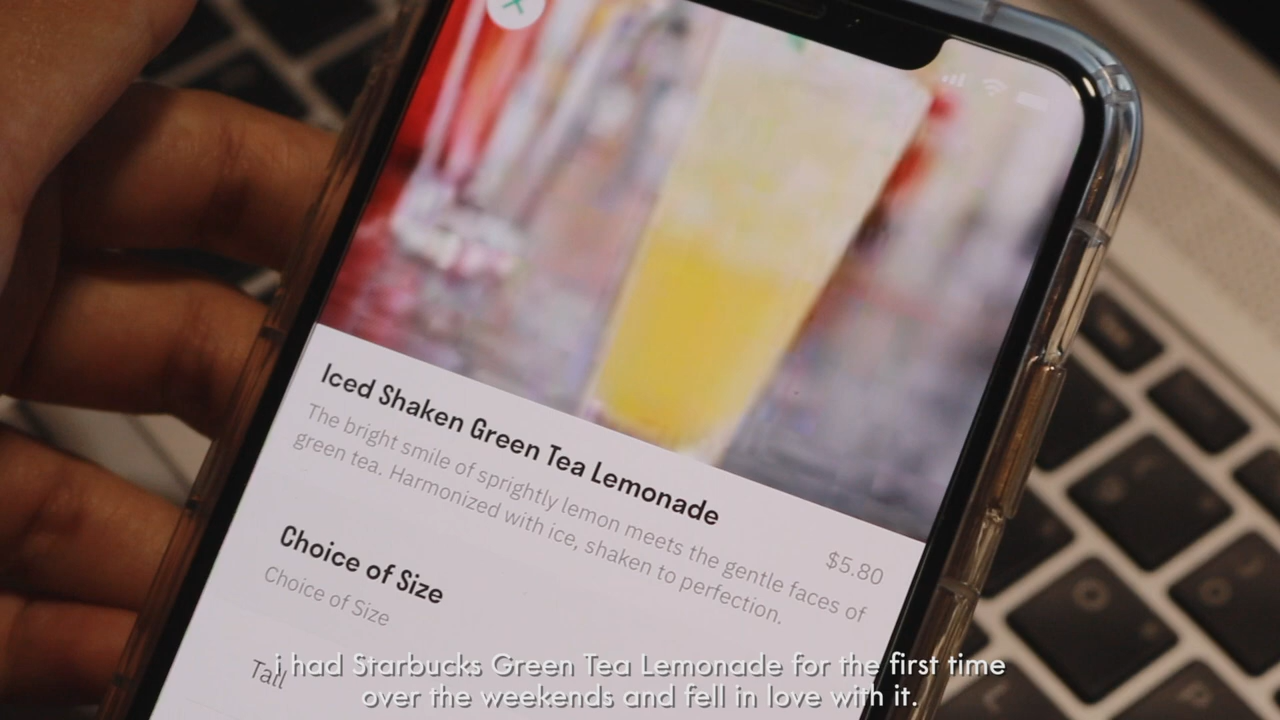 Iced Shaken Green Tea Lemonade
$5.80
The bright smile of sprightly lemon meets the gentle faces of
green tea. Harmonized with ice, shaken to perfection.
Choice of Size
Choice of Size
Tall
i had Starbucks Green Tea Lemonade for the first time
over the weekends and fell in love with it.